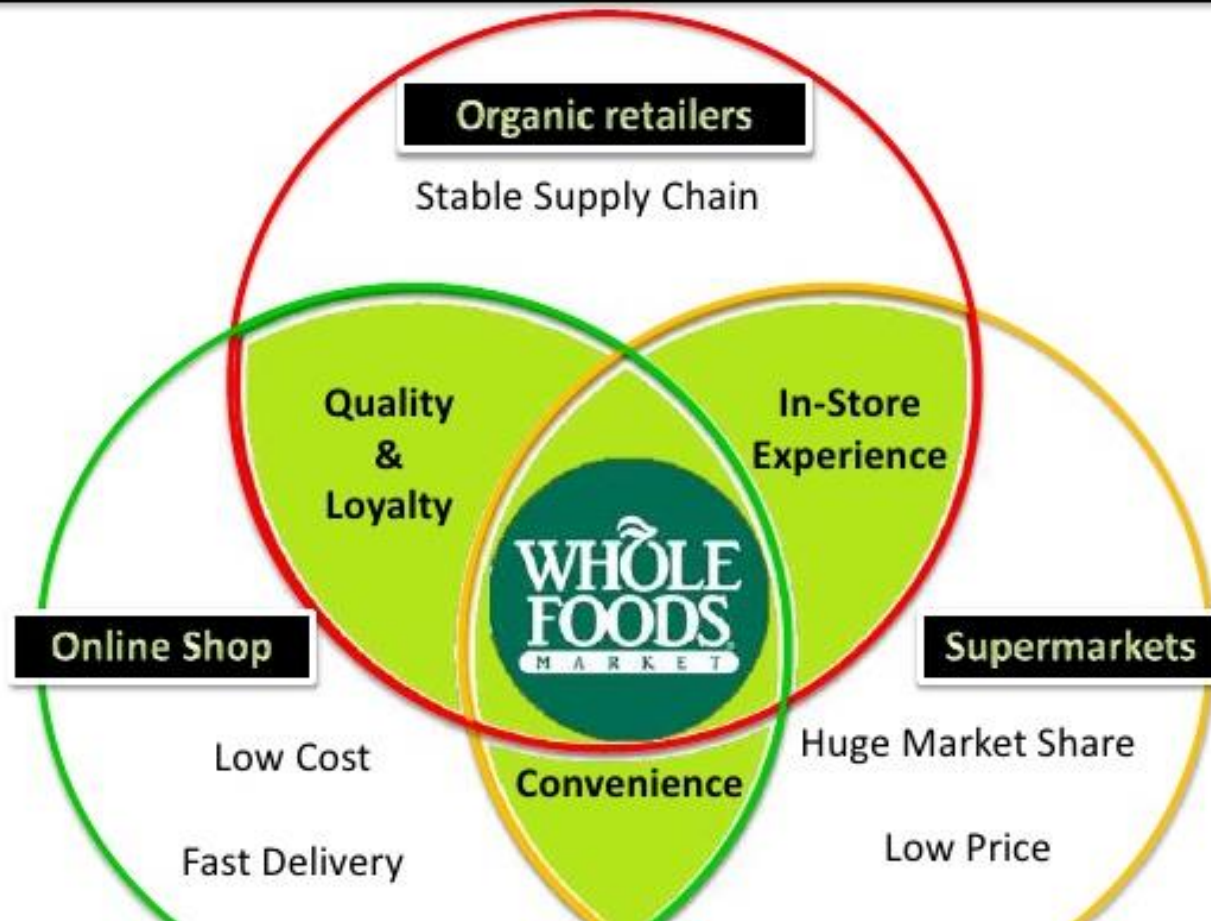 Organic retailers
Stable Supply Chain
Quality
&
Loyalty
In-Store
Experience
WHOLE
FOODS
MARKET
Online Shop
Supermarkets
Low Cost
Huge Market Share
Convenience
Fast Delivery
Low Price